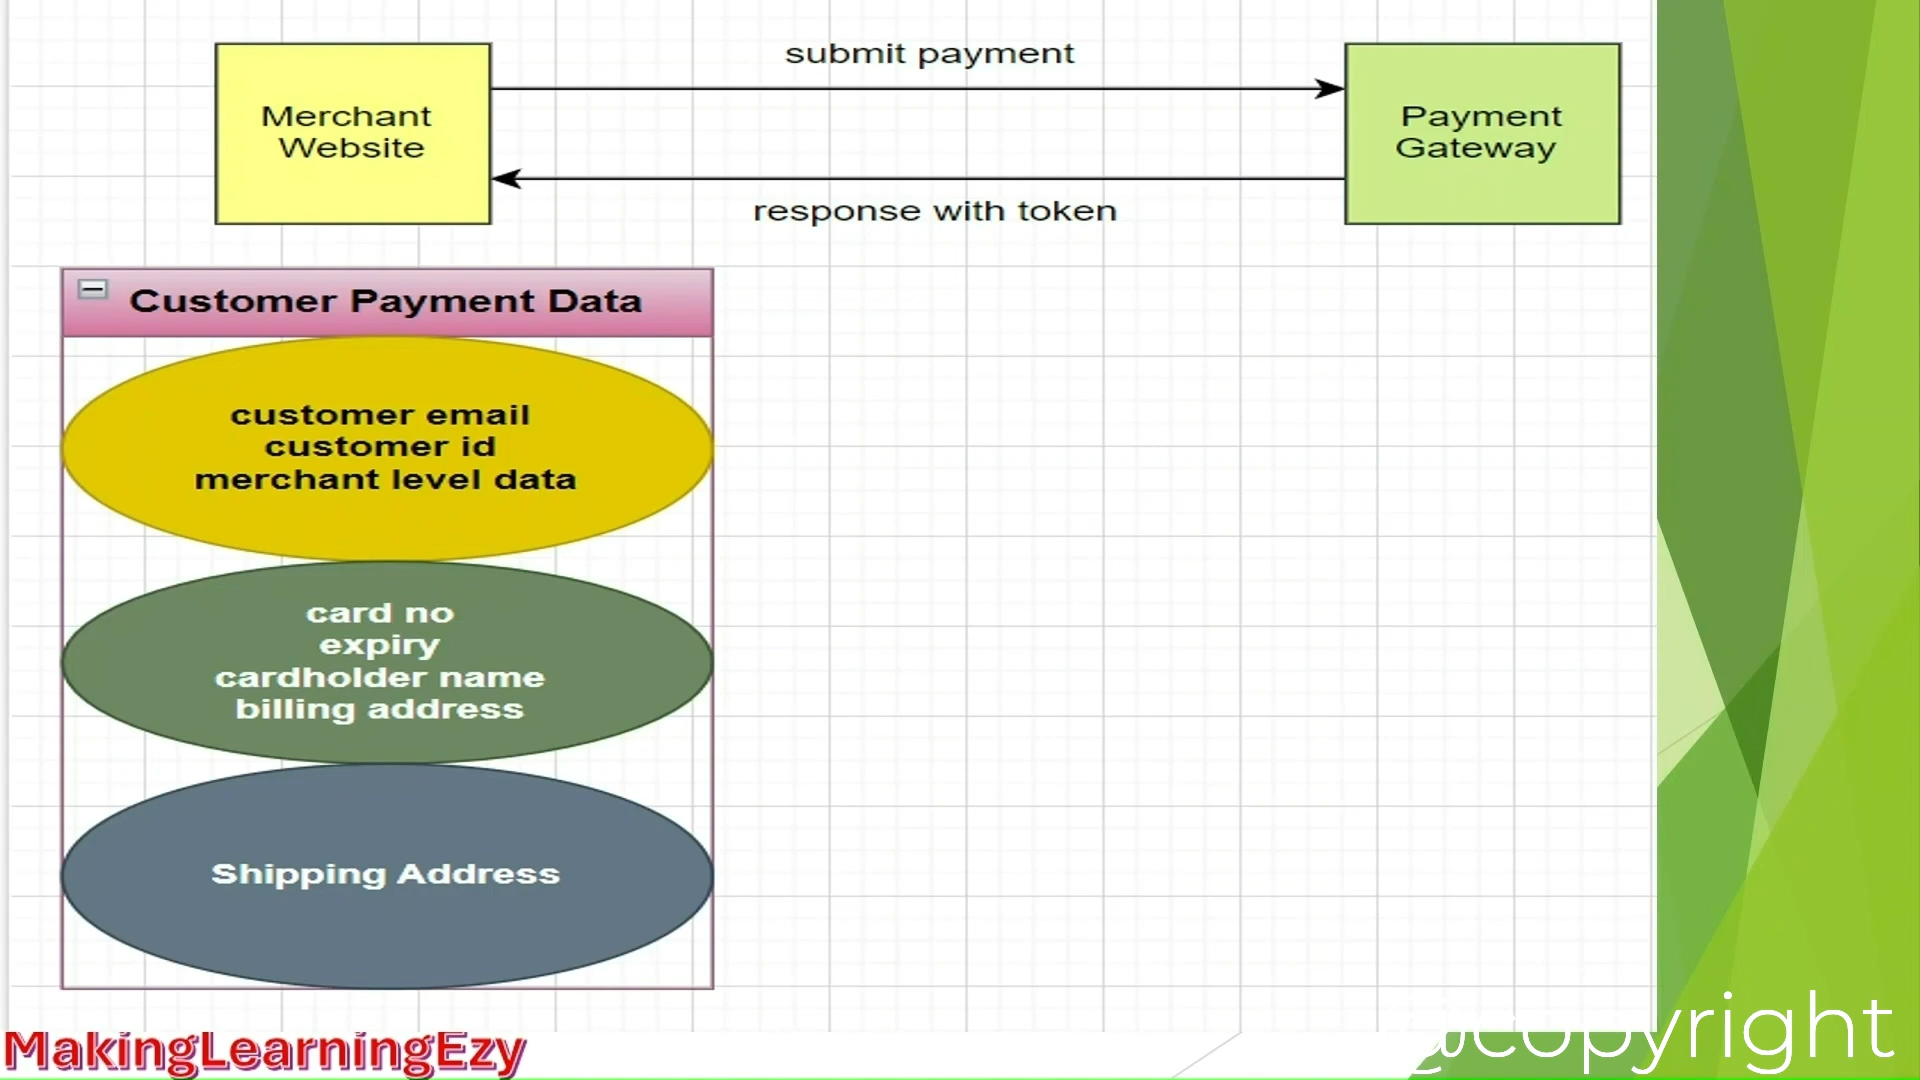 submit payment
Merchant
Website
Payment
Gateway
response with token
Customer Payment Data
customer email
customer id
merchant level data
card no
expiry
cardholder name
billing address
Shipping Address
MakingLearningEzy
@copyright